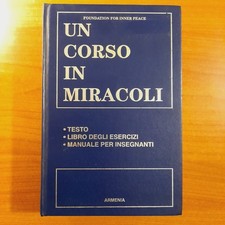 FOUNDATION FOR INNER PEACE
UN
CORSO
IN
MIRACOLI
• TESTO
• LIBRO DEGLI ESERCIZI
• MANUALE PER INSEGNANTI
ARMENIA